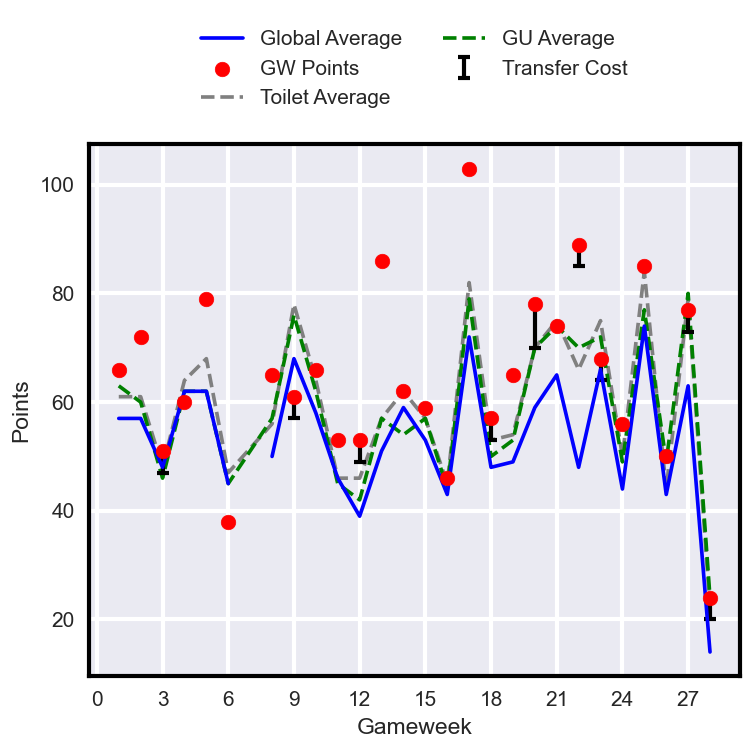 Global Average
GW Points
Toilet Average
GU Average
Transfer Cost
100
80
60
40
20
Points
0 3 6 9 12 15 18 21 24 27
Gameweek